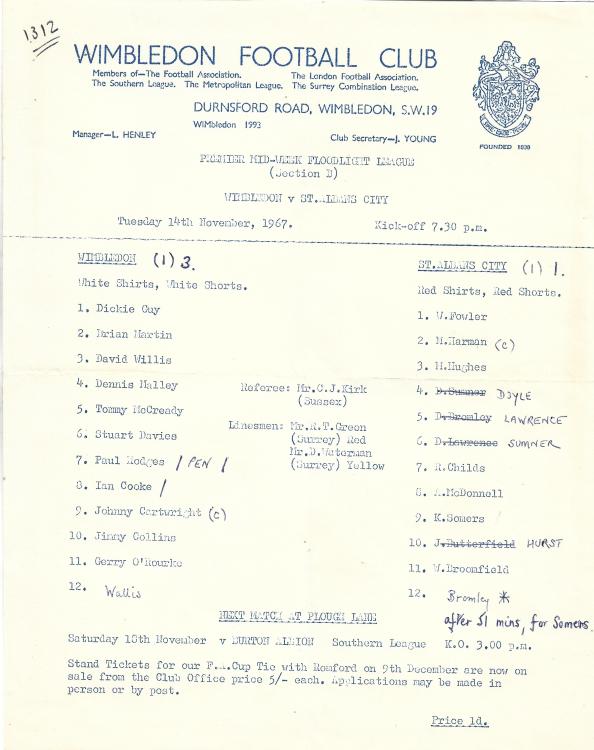 1312
WIMBLEDON FOOTBALL CLUB
Members of—The Football Association. The London Football Association.
The Southern League. The Metropolitan League. The Surrey Combination League.
DURNSFORD ROAD, WIMBLEDON, S.W.19
WIMbledon 1993
Manager—L. HENLEY Club Secretary—J. YOUNG
FOUNDED 1889
PREMIER MID-WEEK FLOODLIGHT LEAGUE
(Section B)
WIMBLEDON v ST.ALBANS CITY
Tuesday 14th November, 1967. Kick-off 7.30 p.m.
WIMBLEDON (1) 3. ST.ALBANS CITY (1) 1.
White Shirts, White Shorts. Red Shirts, Red Shorts.
1. Dickie Guy 1. W.Fowler
2. Brian Martin 2. M.Harman (c)
3. David Willis 3. M.Hughes
4. Dennis Malley Referee: Mr.C.J.Kirk 4. D.Sumner DOYLE
(Sussex)
5. Tommy McCready 5. D.Bromley LAWRENCE
Linesmen: Mr.R.T.Green
6. Stuart Davies (Surrey) Red 6. D.Lawrence SUMNER
Mr.D.Waterman
7. Paul Hodges / PEN / (Surrey) Yellow 7. R.Childs
8. Ian Cooke / 8. A.McDonnell
9. Johnny Cartwright (c) 9. K.Somers
10. Jimmy Collins 10. J.Butterfield HURST
11. Gerry O'Rourke 11. W.Broomfield
12. Wallis 12. Bromley *
after 51 mins, for Somers.
NEXT MATCH AT PLOUGH LANE
Saturday 18th November v BURTON ALBION Southern League K.O. 3.00 p.m.
Stand Tickets for our F.A.Cup Tie with Romford on 9th December are now on
sale from the Club Office price 5/- each. Applications may be made in
person or by post.
Price 1d.